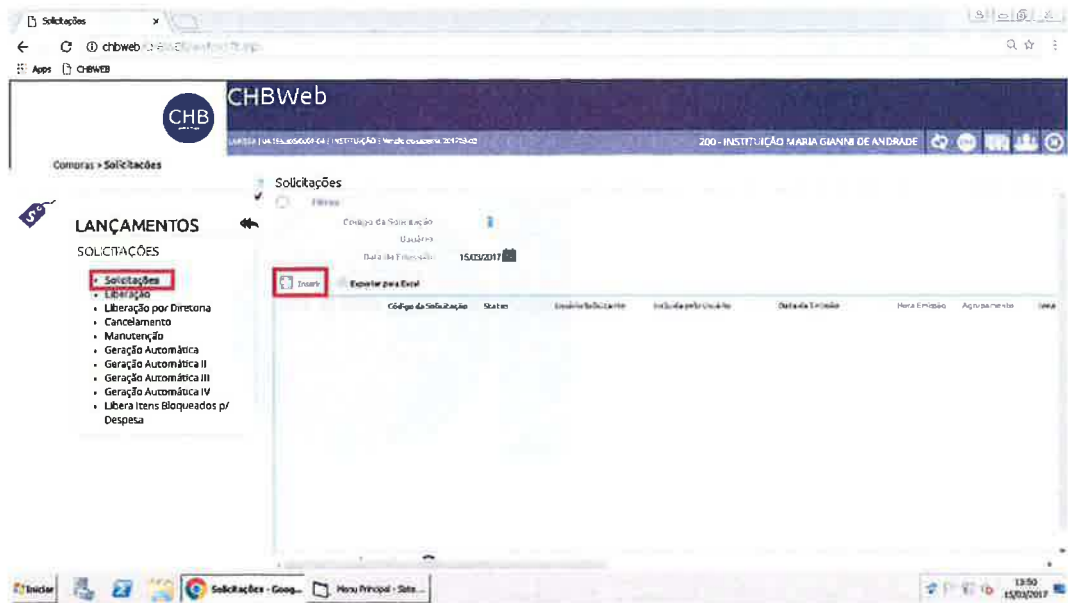 Solicitações
chbweb
Apps CHBWEB
CHB
CHBWeb
200 - INSTITUIÇÃO MARIA GIANNI DE ANDRADE
Compras > Solicitacões
LANÇAMENTOS
SOLICITAÇÕES
Solicitações
Liberação
Liberação por Diretoria
Cancelamento
Manutenção
Geração Automática
Geração Automática II
Geração Automática III
Geração Automática IV
Libera Itens Bloqueados p/
Despesa
Solicitações
Filtros
Código da Solicitação
Usuário
Data da Emissão 15/03/2017
Inserir Exportar para Excel
Código da Solicitação Status Usuário Solicitante Incluída pelo Usuário Data da Emissão Hora Emissão Agrupamento
Iniciar Solicitações - Goog... Menu Principal - Siste...
13:50
15/03/2017